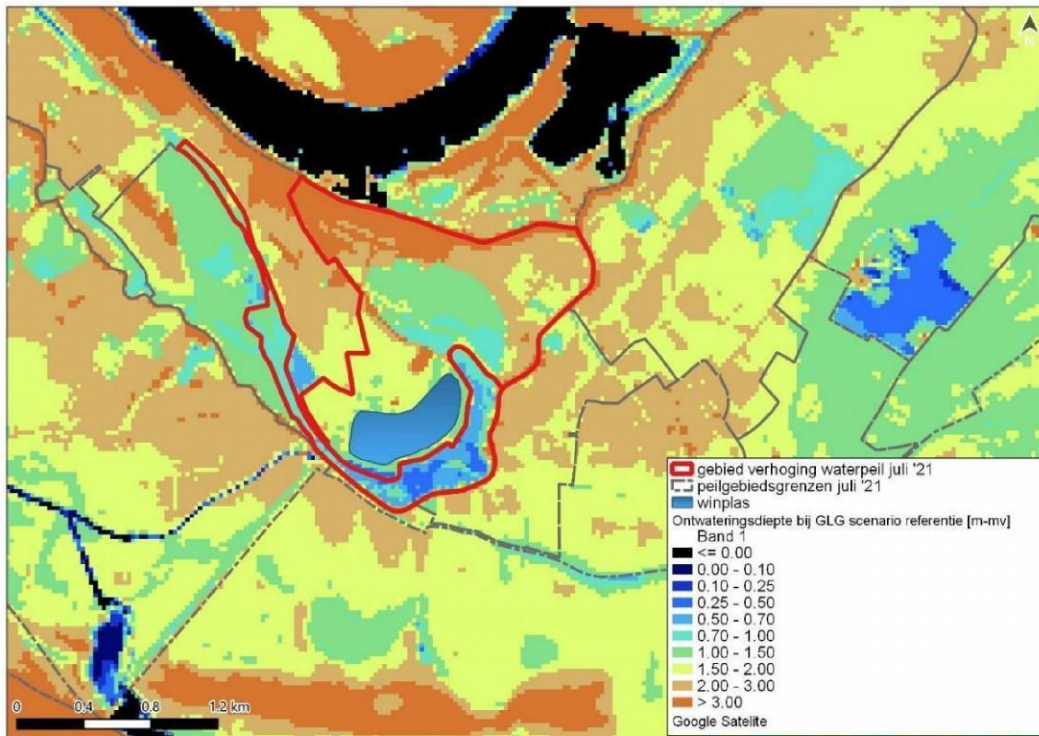 N
0 0.4 0.8 1.2 km
gebied verhoging waterpeil juli '21
peilgebiedsgrenzen juli '21
winplas
Ontwateringsdiepte bij GLG scenario referentie [m-mv]
Band 1
<= 0.00
0.00 - 0.10
0.10 - 0.25
0.25 - 0.50
0.50 - 0.70
0.70 - 1.00
1.00 - 1.50
1.50 - 2.00
2.00 - 3.00
> 3.00
Google Satelite